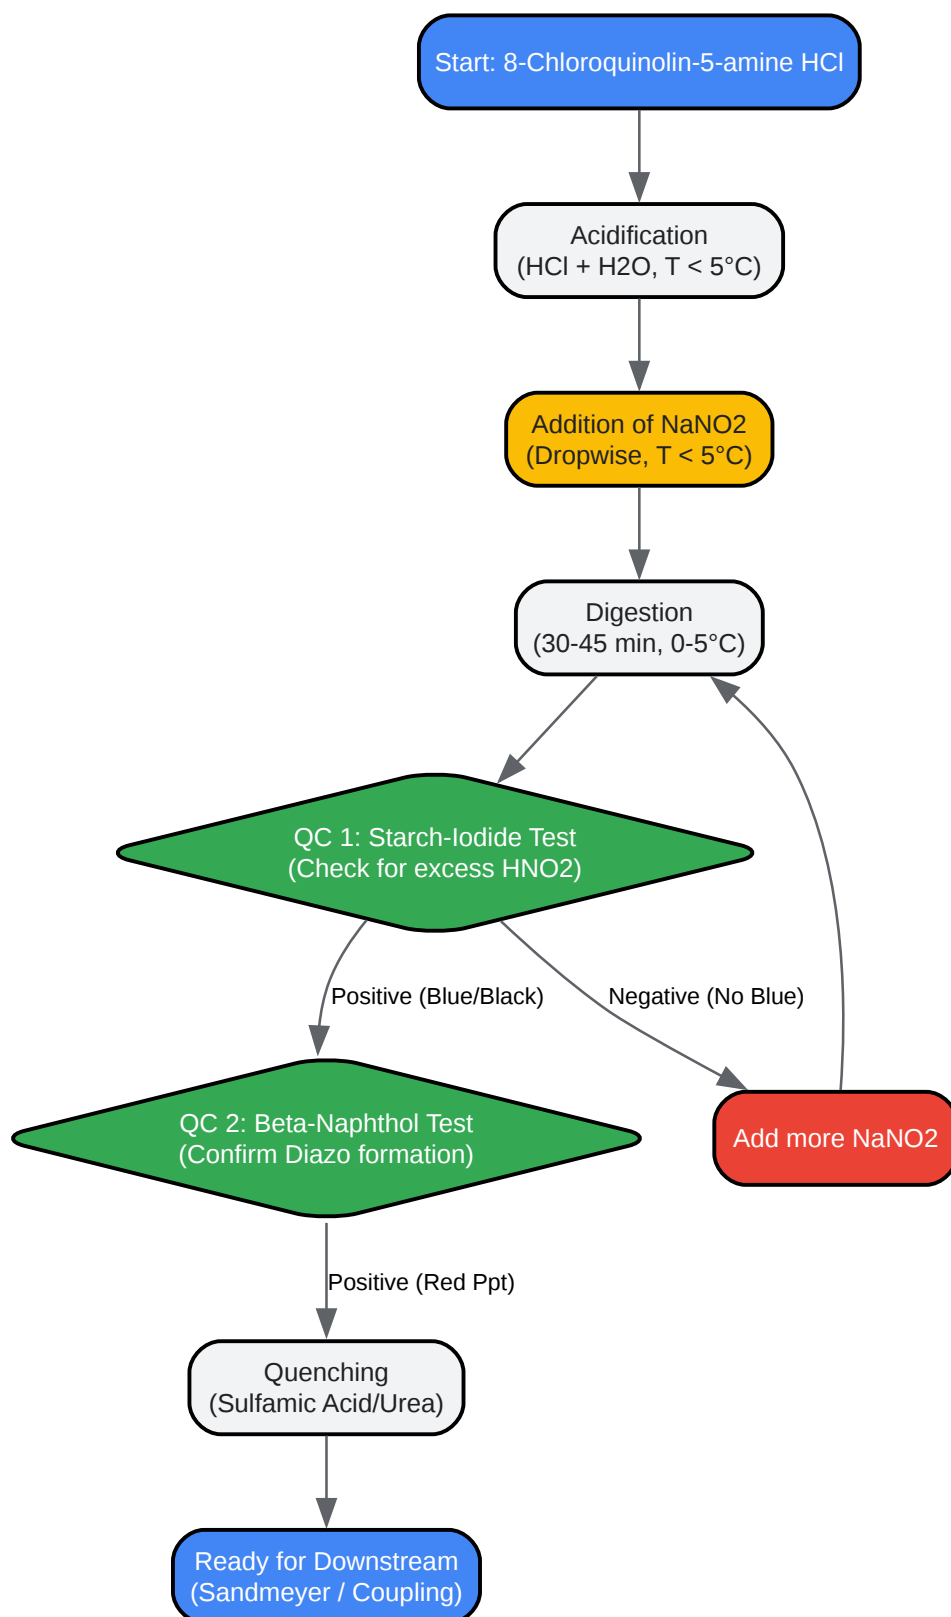 Start: 8-Chloroquinolin-5-amine HCl
Acidification
(HCl + H2O, T < 5°C)
Addition of NaNO2
(Dropwise, T < 5°C)
Digestion
(30-45 min, 0-5°C)
QC 1: Starch-Iodide Test
(Check for excess HNO2)
Positive (Blue/Black)
Negative (No Blue)
QC 2: Beta-Naphthol Test
(Confirm Diazo formation)
Add more NaNO2
Positive (Red Ppt)
Quenching
(Sulfamic Acid/Urea)
Ready for Downstream
(Sandmeyer / Coupling)